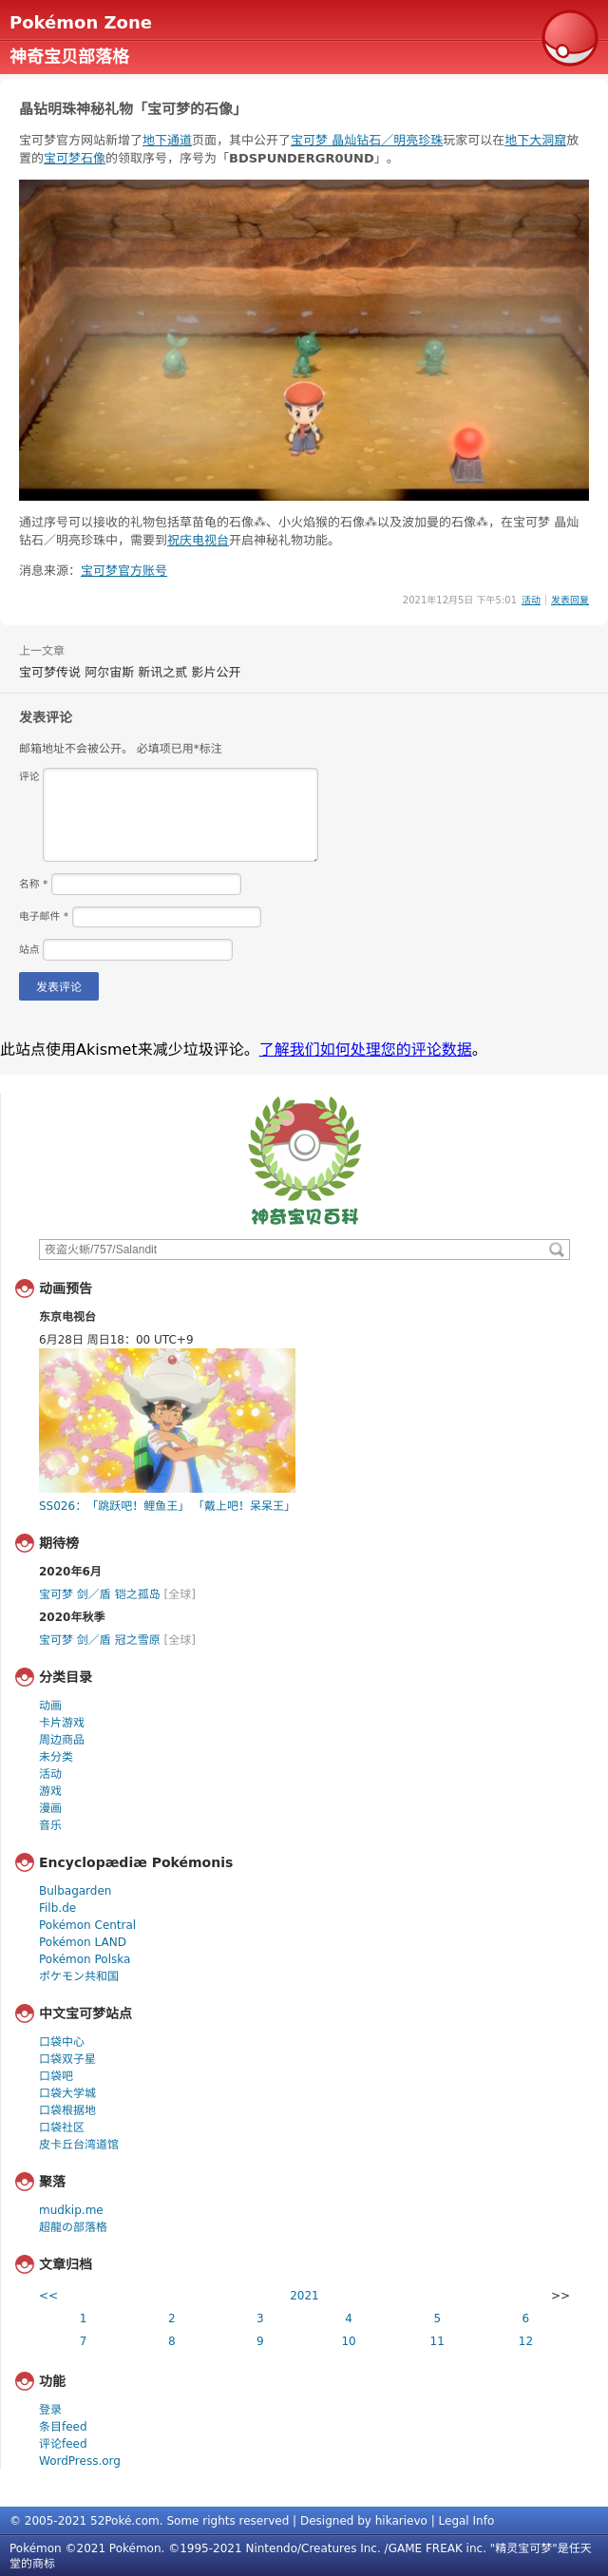 Pokémon Zone
神奇宝贝部落格
晶钻明珠神秘礼物「宝可梦的石像」
宝可梦官方网站新增了地下通道页面，其中公开了宝可梦 晶灿钻石／明亮珍珠玩家可以在地下大洞窟放
置的宝可梦石像的领取序号，序号为「BDSPUNDERGR0UND」。
通过序号可以接收的礼物包括草苗龟的石像⁂、小火焰猴的石像⁂以及波加曼的石像⁂，在宝可梦 晶灿
钻石／明亮珍珠中，需要到祝庆电视台开启神秘礼物功能。
消息来源：宝可梦官方账号
2021年12月5日 下午5:01 活动 | 发表回复
上一文章
宝可梦传说 阿尔宙斯 新讯之贰 影片公开
发表评论
邮箱地址不会被公开。 必填项已用*标注
评论
名称 *
电子邮件 *
站点
发表评论
此站点使用Akismet来减少垃圾评论。了解我们如何处理您的评论数据。
神奇宝贝百科
夜盗火蜥/757/Salandit
动画预告
东京电视台
6月28日 周日18：00 UTC+9
SS026：「跳跃吧！鲤鱼王」 「戴上吧！呆呆王」
期待榜
2020年6月
宝可梦 剑／盾 铠之孤岛 [全球]
2020年秋季
宝可梦 剑／盾 冠之雪原 [全球]
分类目录
动画
卡片游戏
周边商品
未分类
活动
游戏
漫画
音乐
Encyclopædiæ Pokémonis
Bulbagarden
Filb.de
Pokémon Central
Pokémon LAND
Pokémon Polska
ポケモン共和国
中文宝可梦站点
口袋中心
口袋双子星
口袋吧
口袋大学城
口袋根据地
口袋社区
皮卡丘台湾道馆
聚落
mudkip.me
超龍の部落格
文章归档
<< 2021 >>
1 2 3 4 5 6
7 8 9 10 11 12
功能
登录
条目feed
评论feed
WordPress.org
© 2005-2021 52Poké.com. Some rights reserved | Designed by hikarievo | Legal Info
Pokémon ©2021 Pokémon. ©1995-2021 Nintendo/Creatures Inc. /GAME FREAK inc. "精灵宝可梦"是任天
堂的商标